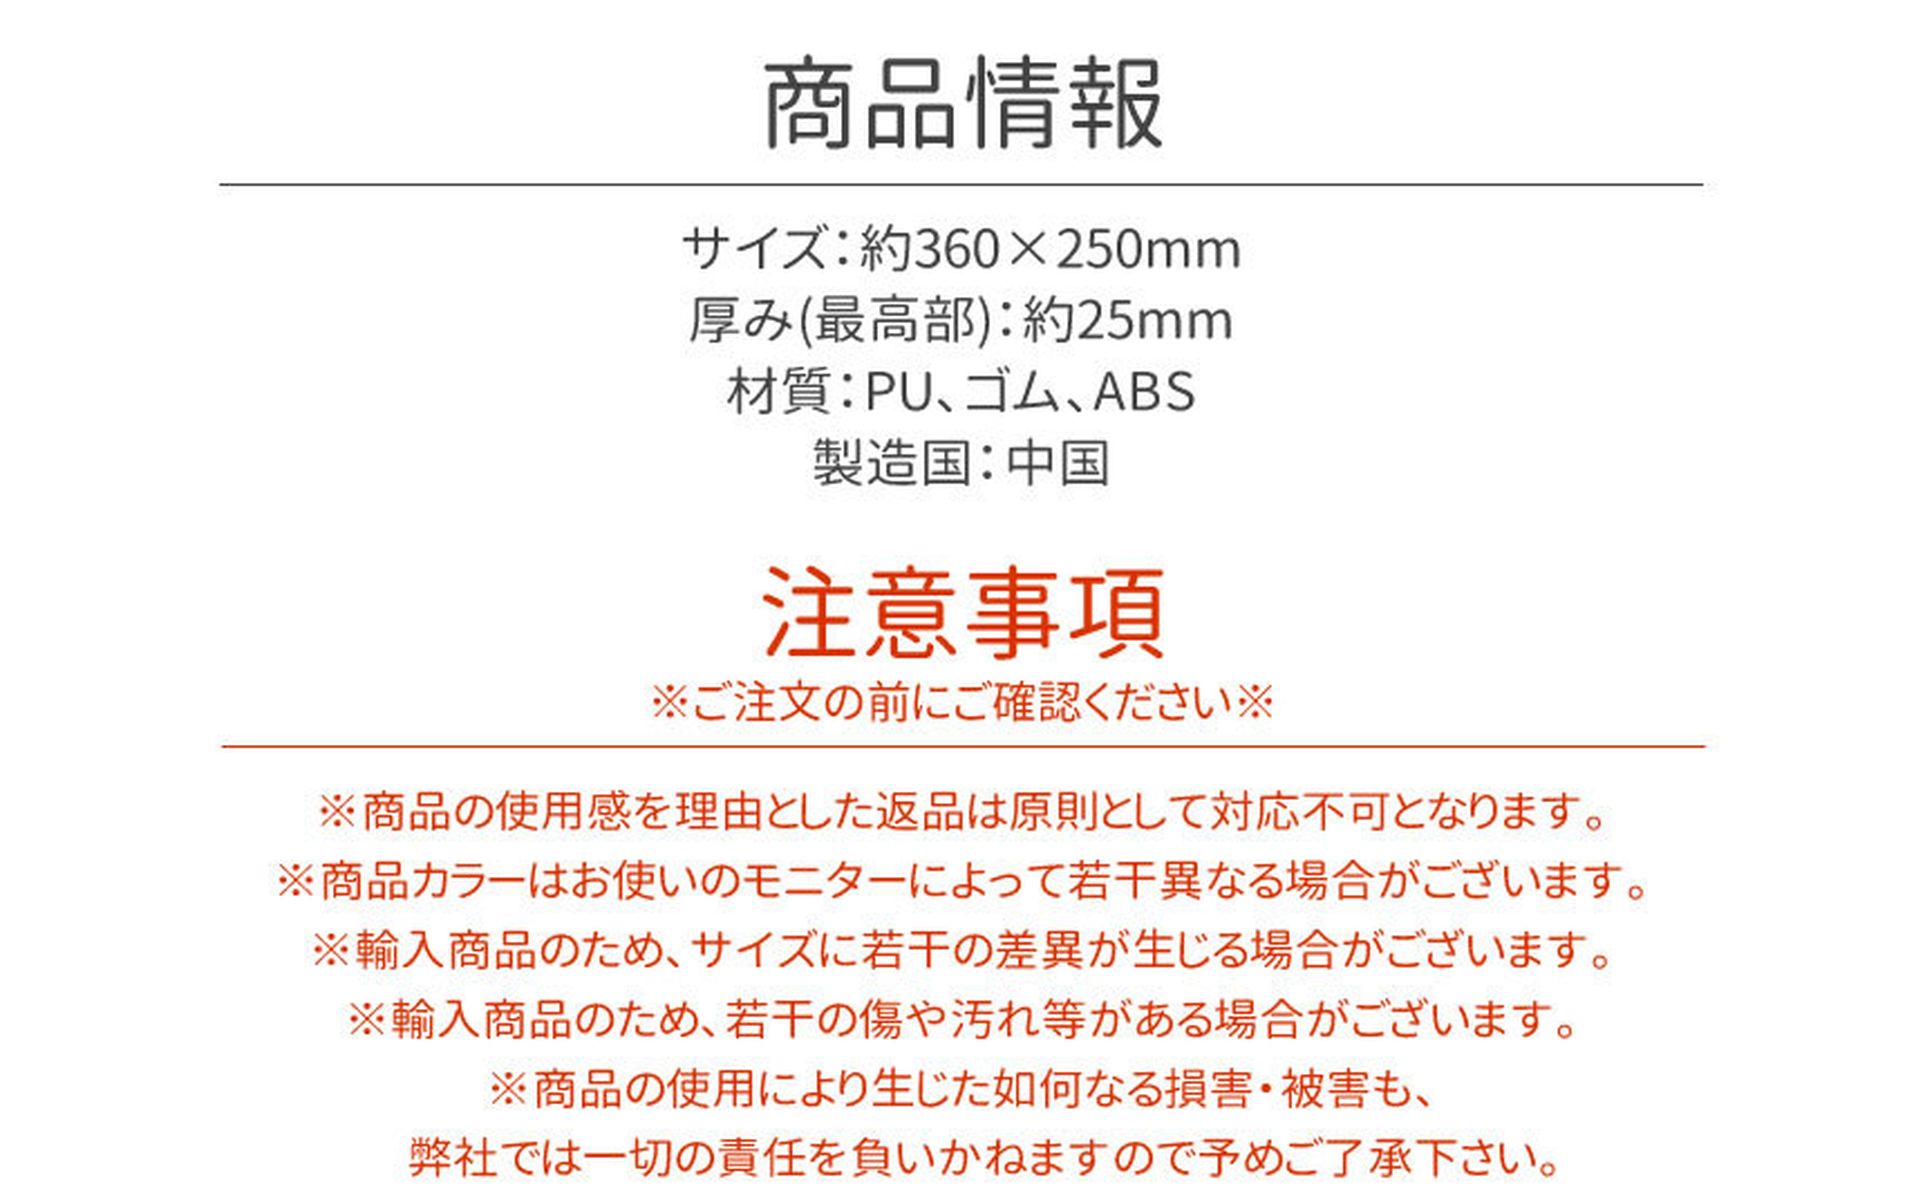 商品情報
サイズ：約360×250mm
厚み(最高部)：約25mm
材質：PU、ゴム、ABS
製造国：中国
注意事項
※ご注文の前にご確認ください※
※商品の使用感を理由とした返品は原則として対応不可となります。
※商品カラーはお使いのモニターによって若干異なる場合がございます。
※輸入商品のため、サイズに若干の差異が生じる場合がございます。
※輸入商品のため、若干の傷や汚れ等がある場合がございます。
※商品の使用により生じた如何なる損害・被害も、
弊社では一切の責任を負いかねますので予めご了承下さい。